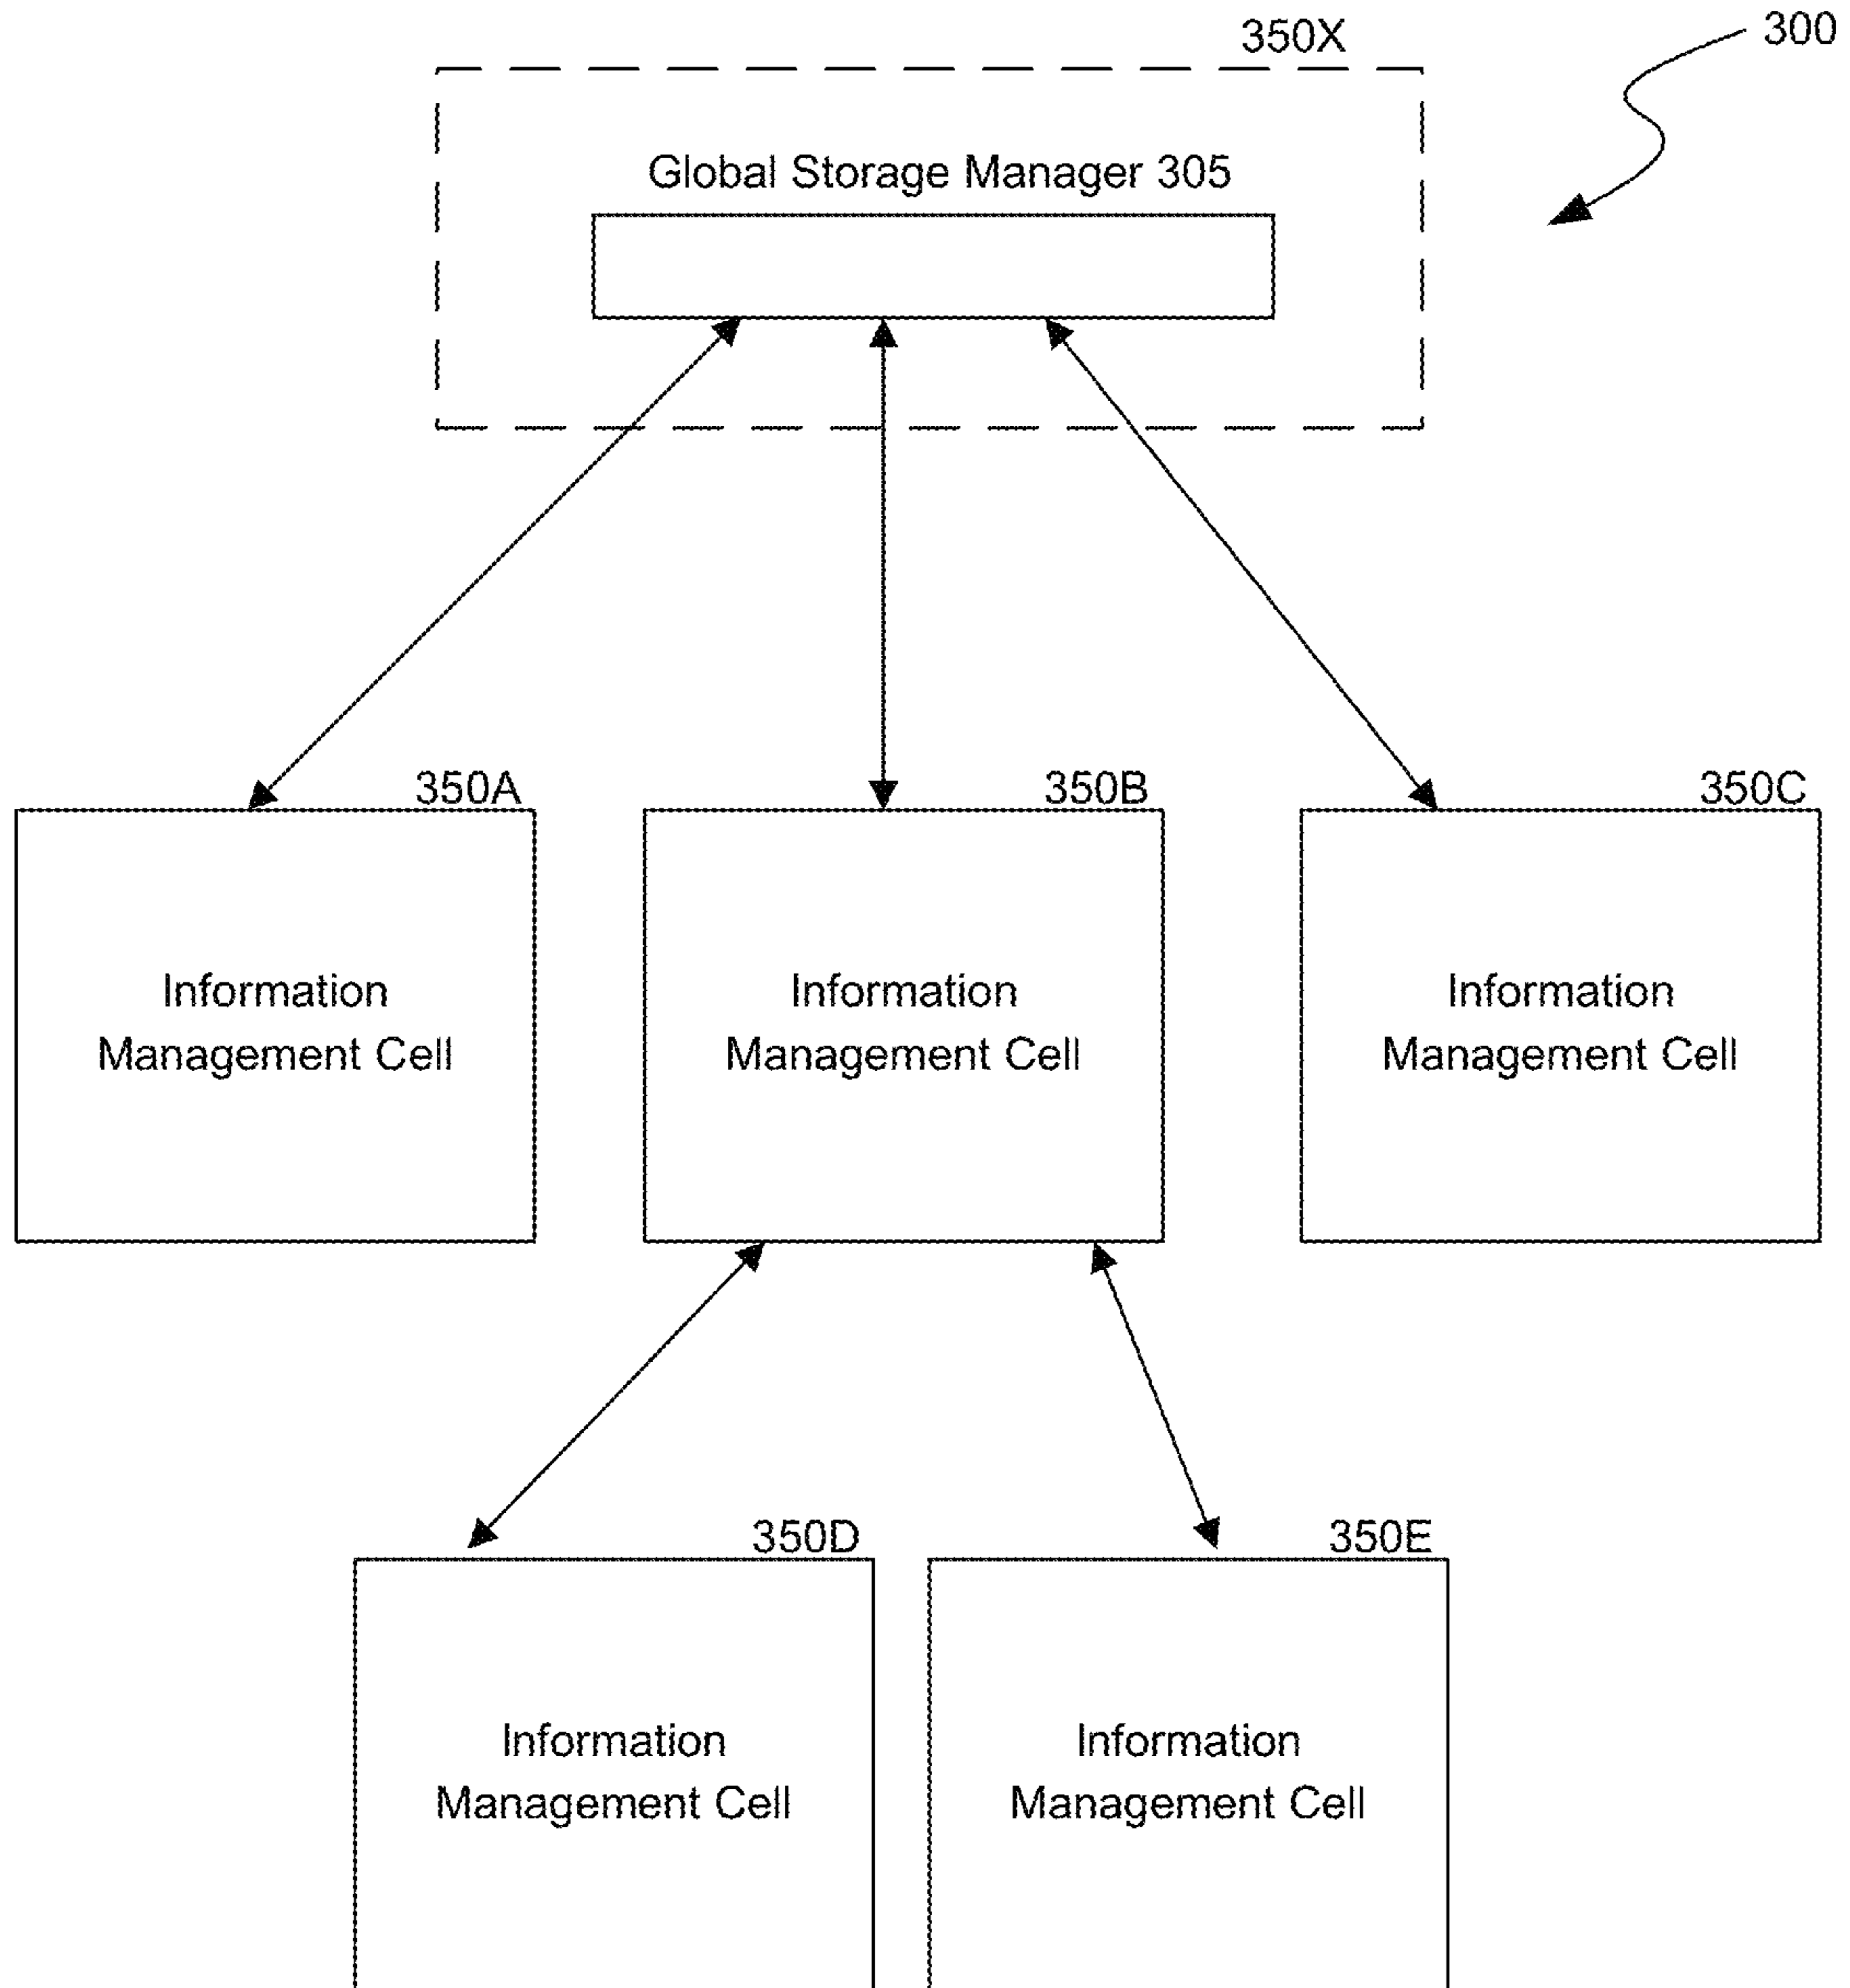 350X
300
Global Storage Manager 305
350A
350B
350C
Information
Management Cell
Information
Management Cell
Information
Management Cell
350D
350E
Information
Management Cell
Information
Management Cell